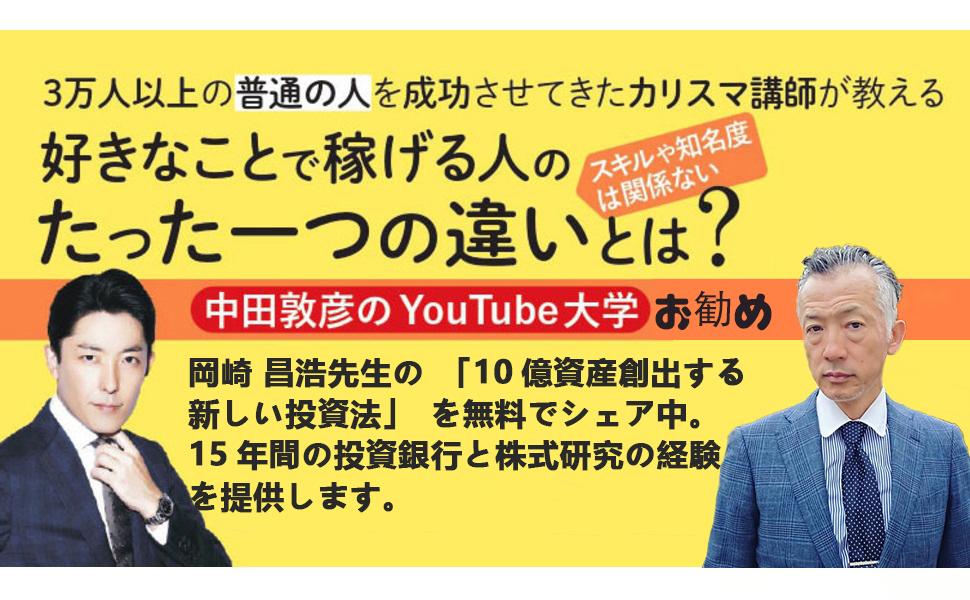 3万人以上の普通の人を成功させてきたカリスマ講師が教える
好きなことで稼げる人の
スキルや知名度
は関係ない
たった一つの違いとは?
中田敦彦のYouTube大学 お勧め
岡崎 昌浩先生の 「10億資産創出する
新しい投資法」 を無料でシェア中。
15年間の投資銀行と株式研究の経験
を提供します。